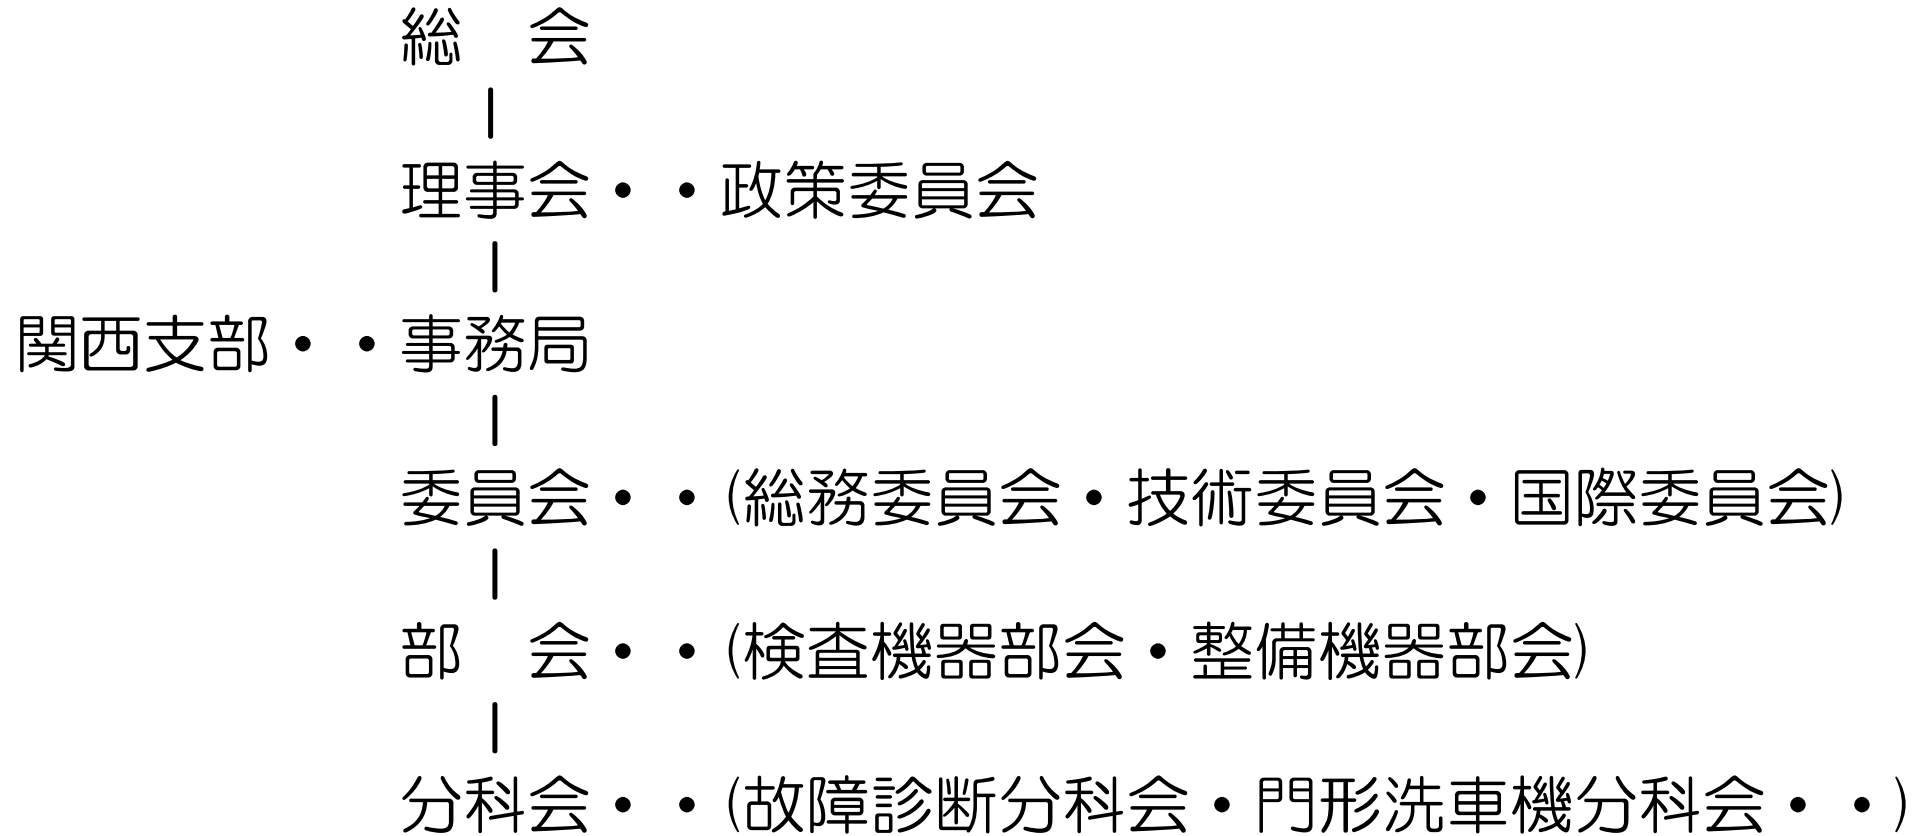 総　会
｜
理事会・・政策委員会
｜
関西支部・・事務局
｜
委員会・・(総務委員会・技術委員会・国際委員会)
｜
部　会・・(検査機器部会・整備機器部会)
｜
分科会・・(故障診断分科会・門形洗車機分科会・・)